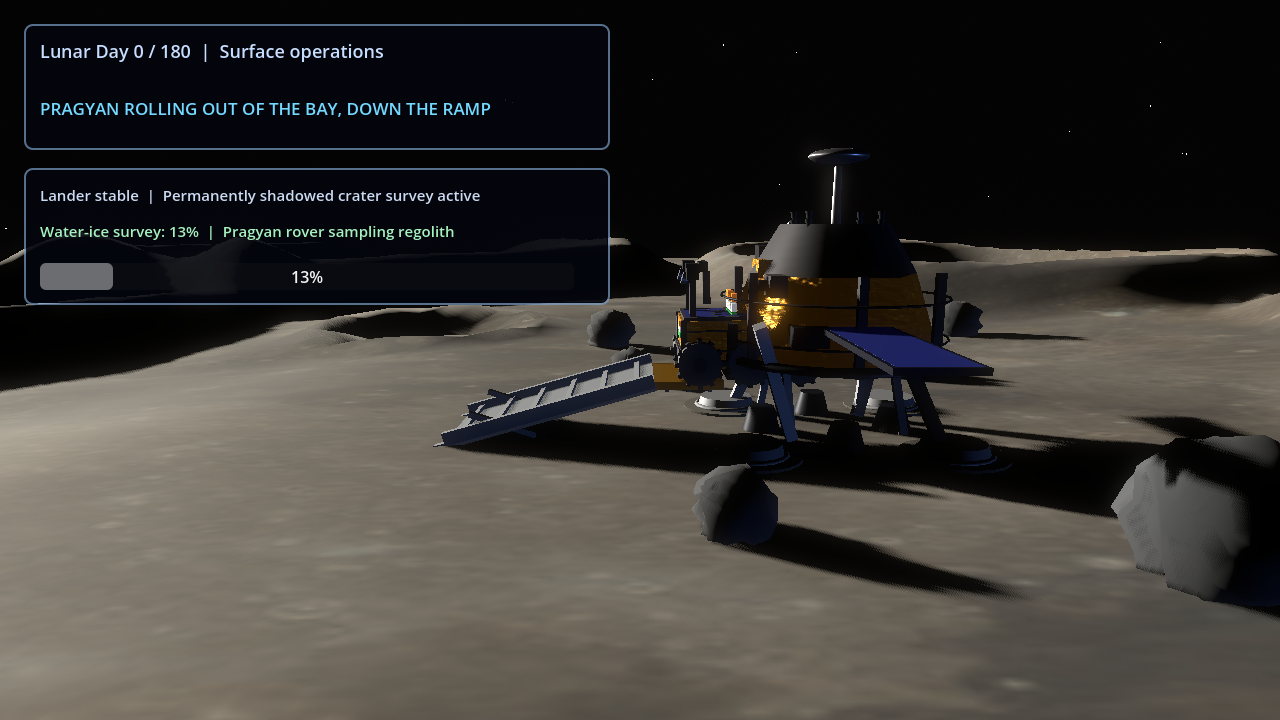 Lunar Day 0 / 180 | Surface operations
PRAGYAN ROLLING OUT OF THE BAY, DOWN THE RAMP
Lander stable | Permanently shadowed crater survey active
Water-ice survey: 13% | Pragyan rover sampling regolith
13%